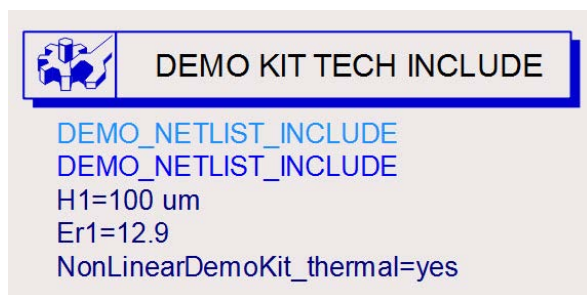 DEMO KIT TECH INCLUDE
DEMO_NETLIST_INCLUDE
DEMO_NETLIST_INCLUDE
H1=100 um
Er1=12.9
NonLinearDemoKit_thermal=yes